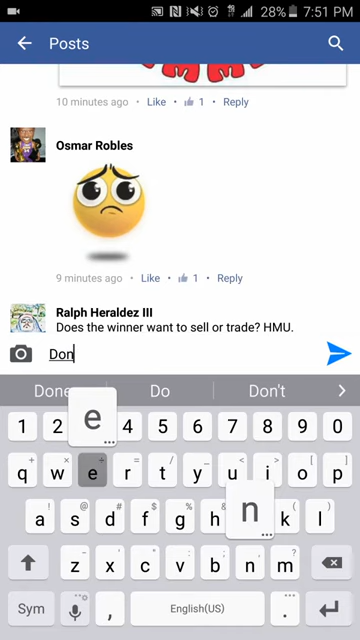 28% 7:51 PM
Posts
10 minutes ago • Like • 1 • Reply
Osmar Robles
9 minutes ago • Like • 1 • Reply
Ralph Heraldez III
Does the winner want to sell or trade? HMU.
Don
Done Do Don't
e
1 2 4 5 6 7 8 9 0
q w e r t y u i o p
n
a s d f g h k l
z x c v b n m
Sym , English(US) .